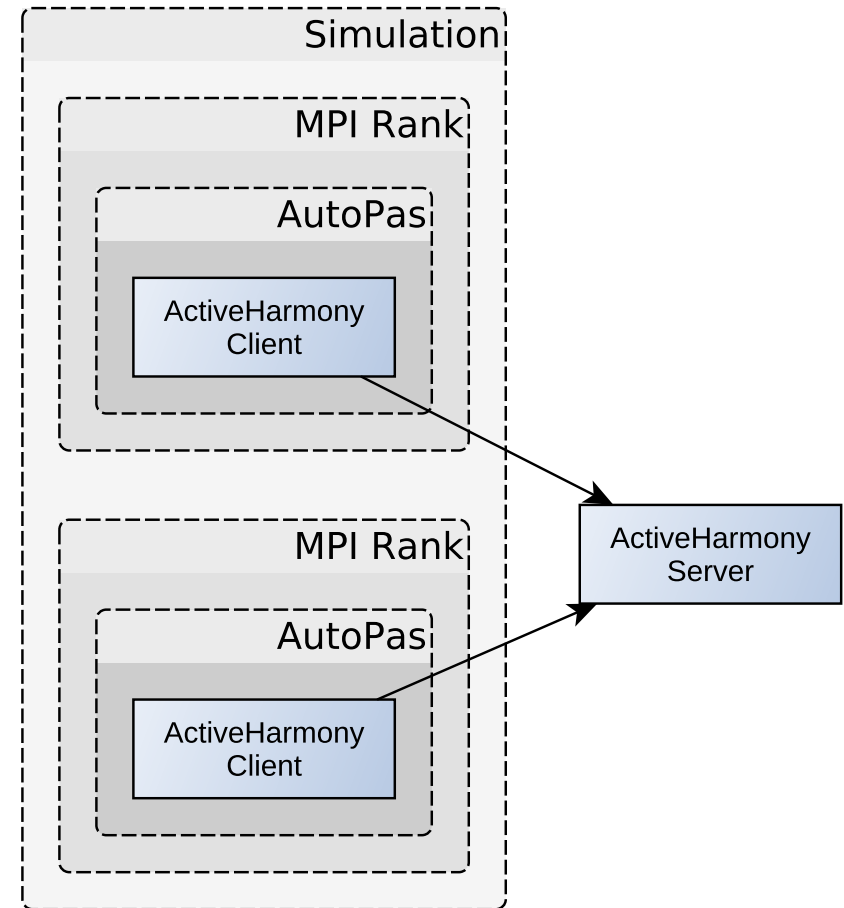 Simulation
MPI Rank
AutoPas
ActiveHarmony
Client
ActiveHarmony
Server
MPI Rank
AutoPas
ActiveHarmony
Client